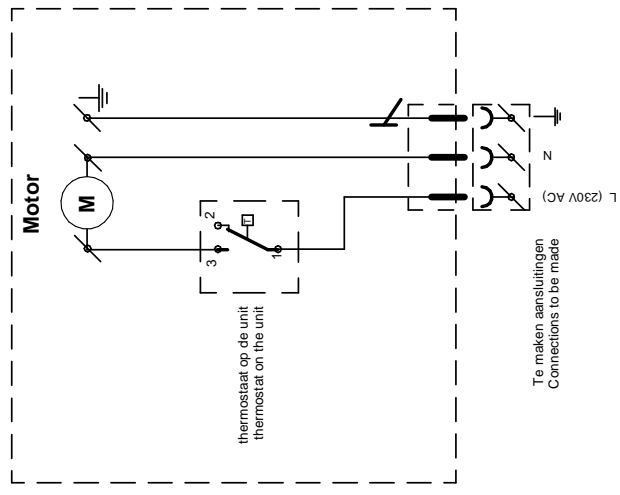 Motor
M
2
T
3
1
thermostaat op de unit
thermostat on the unit
N
L (230V AC)
Te maken aansluitingen
Connections to be made